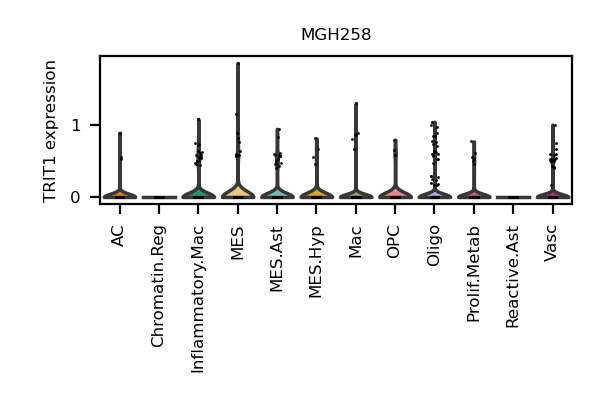 MGH258
TRIT1 expression
1
0
AC
Chromatin.Reg
Inflammatory.Mac
MES
MES.Ast
MES.Hyp
Mac
OPC
Oligo
Prolif.Metab
Reactive.Ast
Vasc